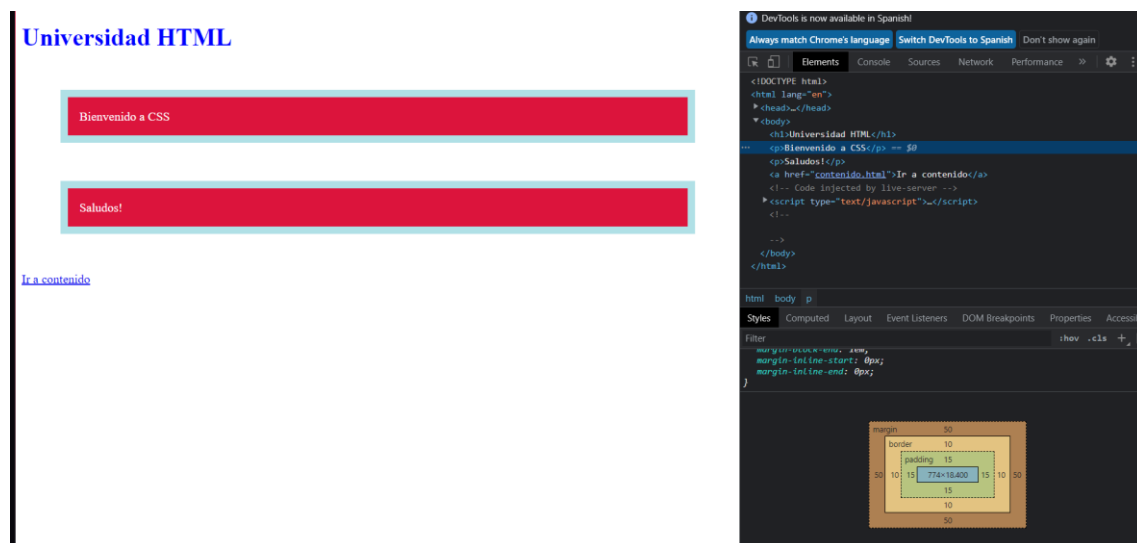 Universidad HTML
Bienvenido a CSS
Saludos!
Ir a contenido
DevTools is now available in Spanish!
Always match Chrome's language Switch DevTools to Spanish Don't show again
Elements Console Sources Network Performance »
<!DOCTYPE html>
<html lang="en">
<head>…</head>
<body>
<h1>Universidad HTML</h1>
… <p>Bienvenido a CSS</p> == $0
<p>Saludos!</p>
<a href="contenido.html">Ir a contenido</a>
<!-- Code injected by live-server -->
<script type="text/javascript">…</script>
<!--
-->
</body>
</html>
html body p
Styles Computed Layout Event Listeners DOM Breakpoints Properties Accessi
Filter :hov .cls +
margin-block-end: 1em;
margin-inline-start: 0px;
margin-inline-end: 0px;
}
margin 50
border 10
padding 15
50 10 15 774×18.400 15 10 50
15
10
50